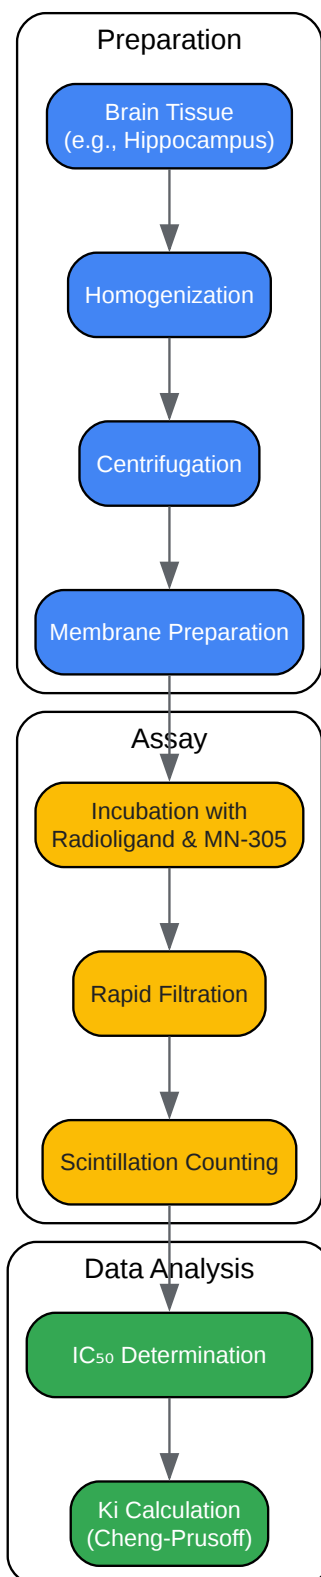 Preparation
Brain Tissue
(e.g., Hippocampus)
Homogenization
Centrifugation
Membrane Preparation
Assay
Incubation with
Radioligand & MN-305
Rapid Filtration
Scintillation Counting
Data Analysis
IC₅₀ Determination
Ki Calculation
(Cheng-Prusoff)